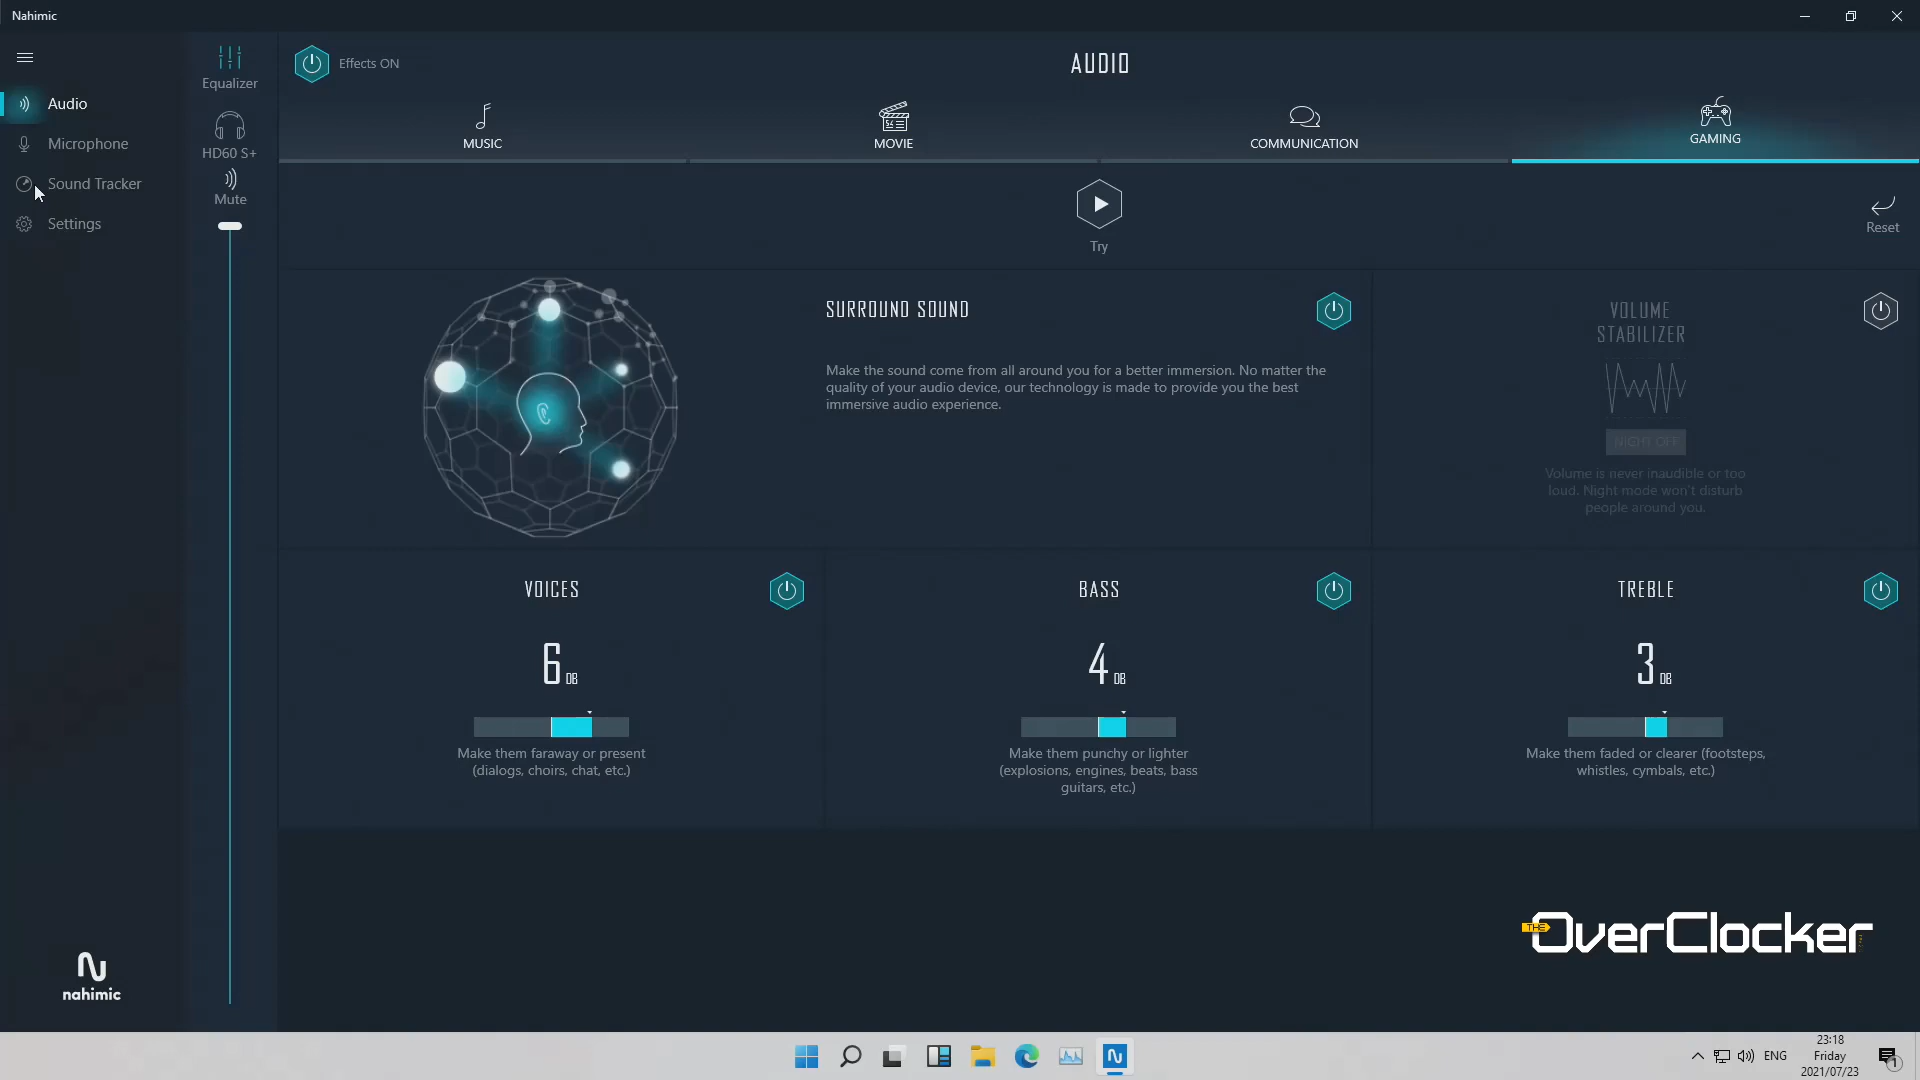 Nahimic
Audio
Microphone
Sound Tracker
Settings
nahimic
Equalizer
HD60 S+
Mute
Effects ON
AUDIO
MUSIC
MOVIE
COMMUNICATION
GAMING
Try
Reset
SURROUND SOUND
Make the sound come from all around you for a better immersion. No matter the
quality of your audio device, our technology is made to provide you the best
immersive audio experience.
VOLUME
STABILIZER
NIGHT OFF
Volume is never inaudible or too
loud. Night mode won't disturb
people around you.
VOICES
6 DB
Make them faraway or present
(dialogs, choirs, chat, etc.)
BASS
4 DB
Make them punchy or lighter
(explosions, engines, beats, bass
guitars, etc.)
TREBLE
3 DB
Make them faded or clearer (footsteps,
whistles, cymbals, etc.)
THE OverClocker
ENG
23:18
Friday
2021/07/23
1